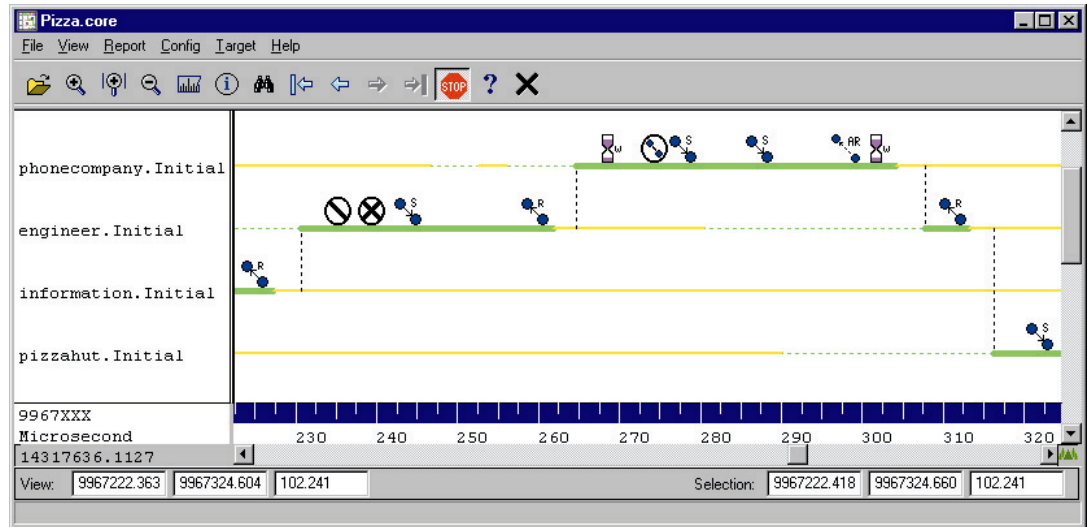 Pizza.core
File View Report Config Target Help
STOP ?
S S AR
phonecompany.Initial w w
S R R
engineer.Initial
R
information.Initial
S
pizzahut.Initial
9967XXX
Microsecond 230 240 250 260 270 280 290 300 310 320
14317636.1127
View: 9967222.363 9967324.604 102.241 Selection: 9967222.418 9967324.660 102.241